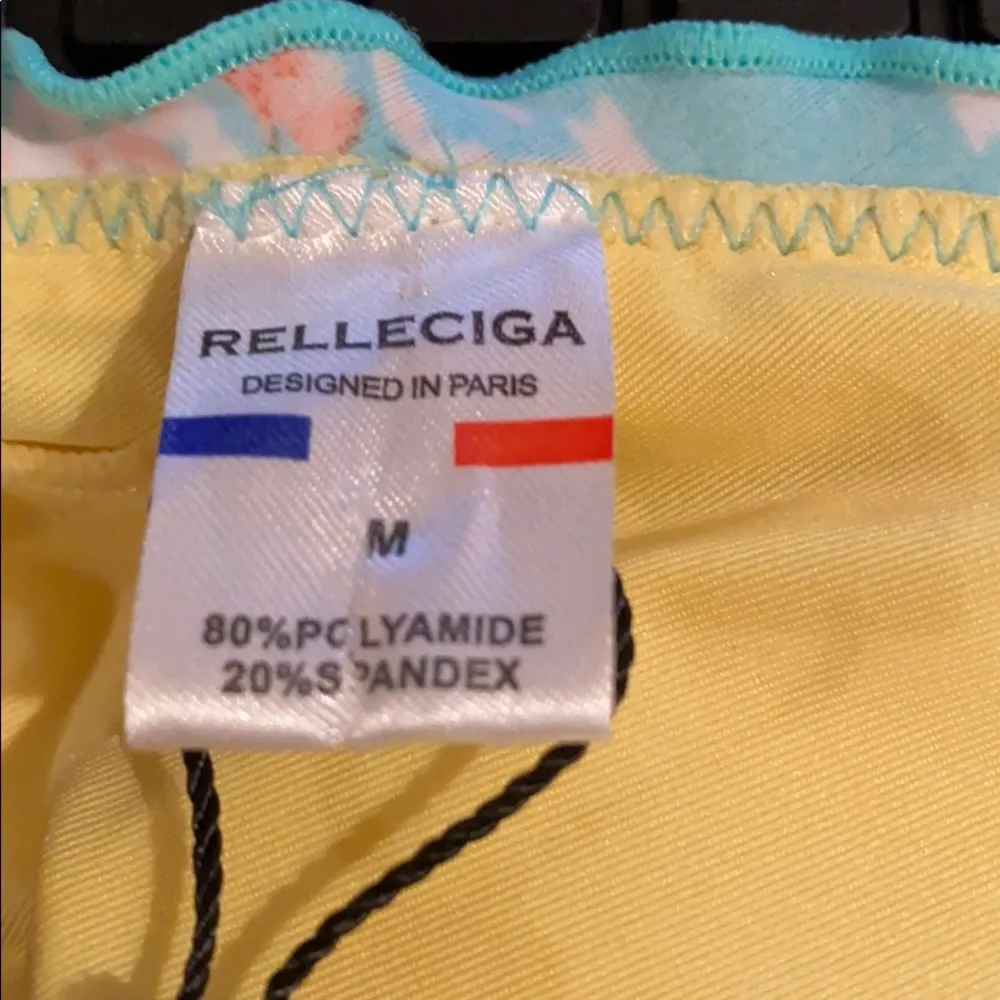 RELLECIGA
DESIGNED IN PARIS
M
80%POLYAMIDE
20%SPANDEX